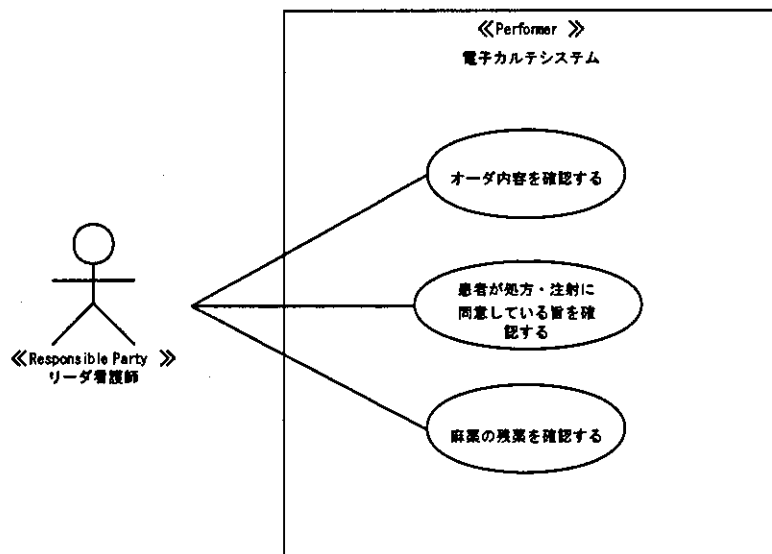 ≪Performer ≫
電子カルテシステム
オーダ内容を確認する
患者が処方・注射に
同意している旨を確
認する
≪Responsible Party ≫
リーダ看護師
麻薬の残薬を確認する